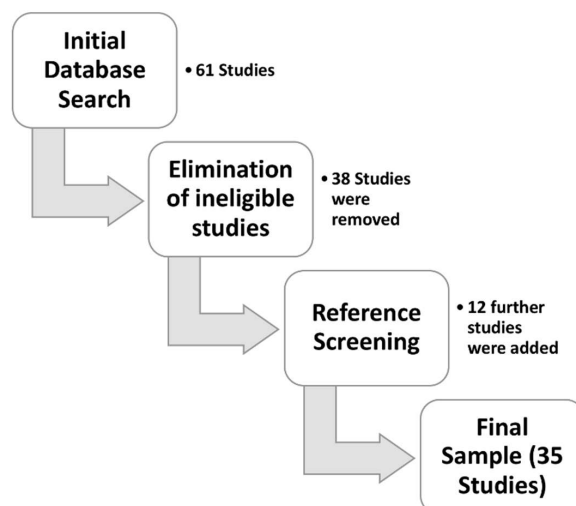 Initial
Database
Search
• 61 Studies
Elimination
of ineligible
studies
• 38 Studies
were
removed
Reference
Screening
• 12 further
studies
were added
Final
Sample (35
Studies)